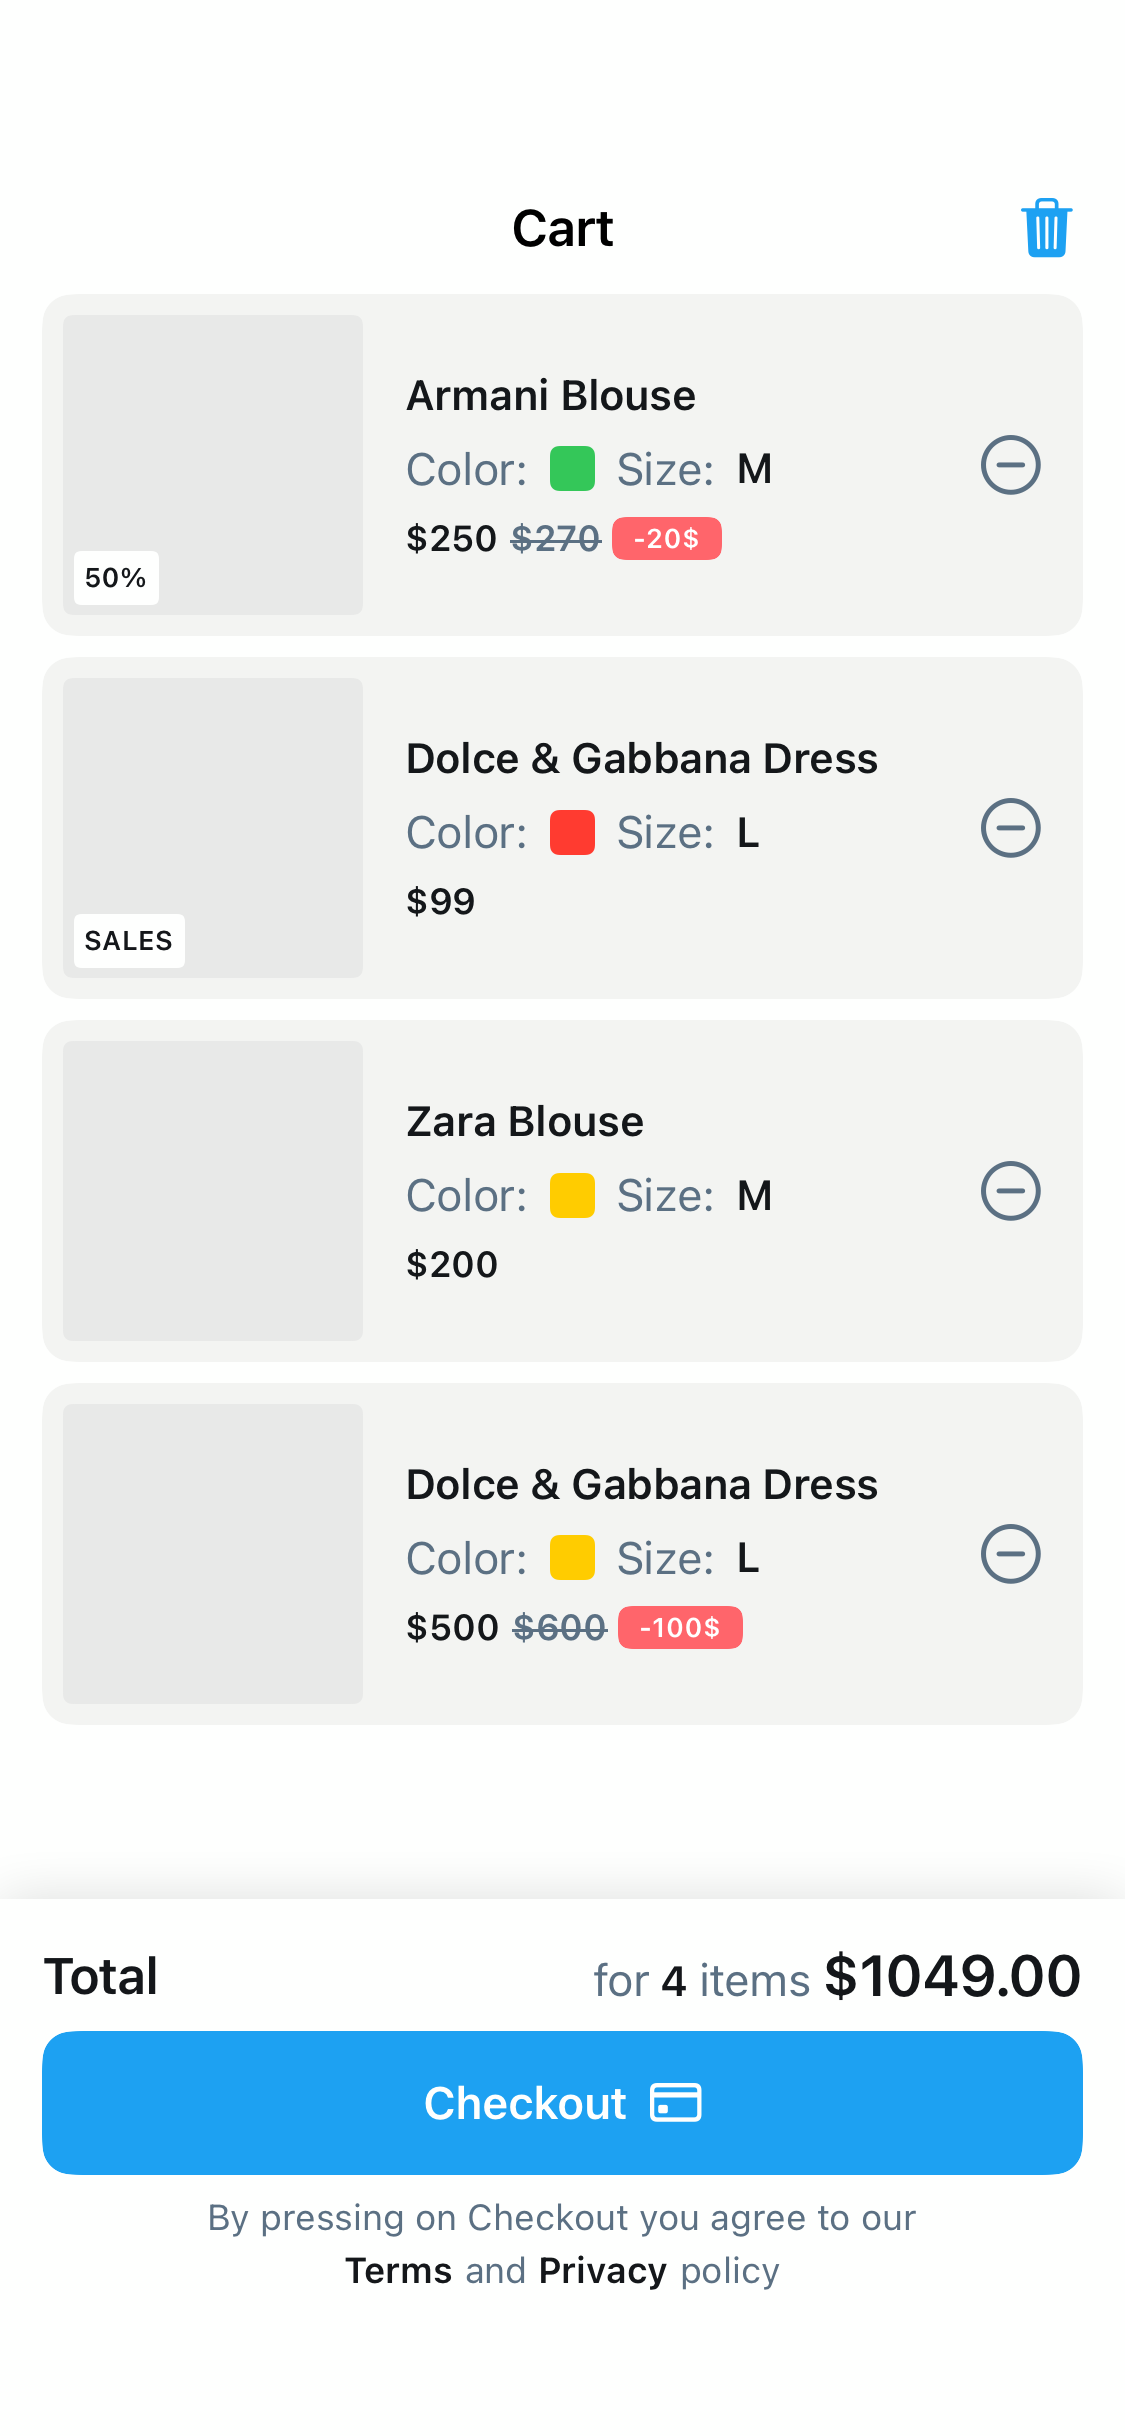 Cart
Armani Blouse
Color: Size: M
$250 $270 -20$
50%
Dolce & Gabbana Dress
Color: Size: L
$99
SALES
Zara Blouse
Color: Size: M
$200
Dolce & Gabbana Dress
Color: Size: L
$500 $600 -100$
Total for 4 items $1049.00
Checkout
By pressing on Checkout you agree to our
Terms and Privacy policy